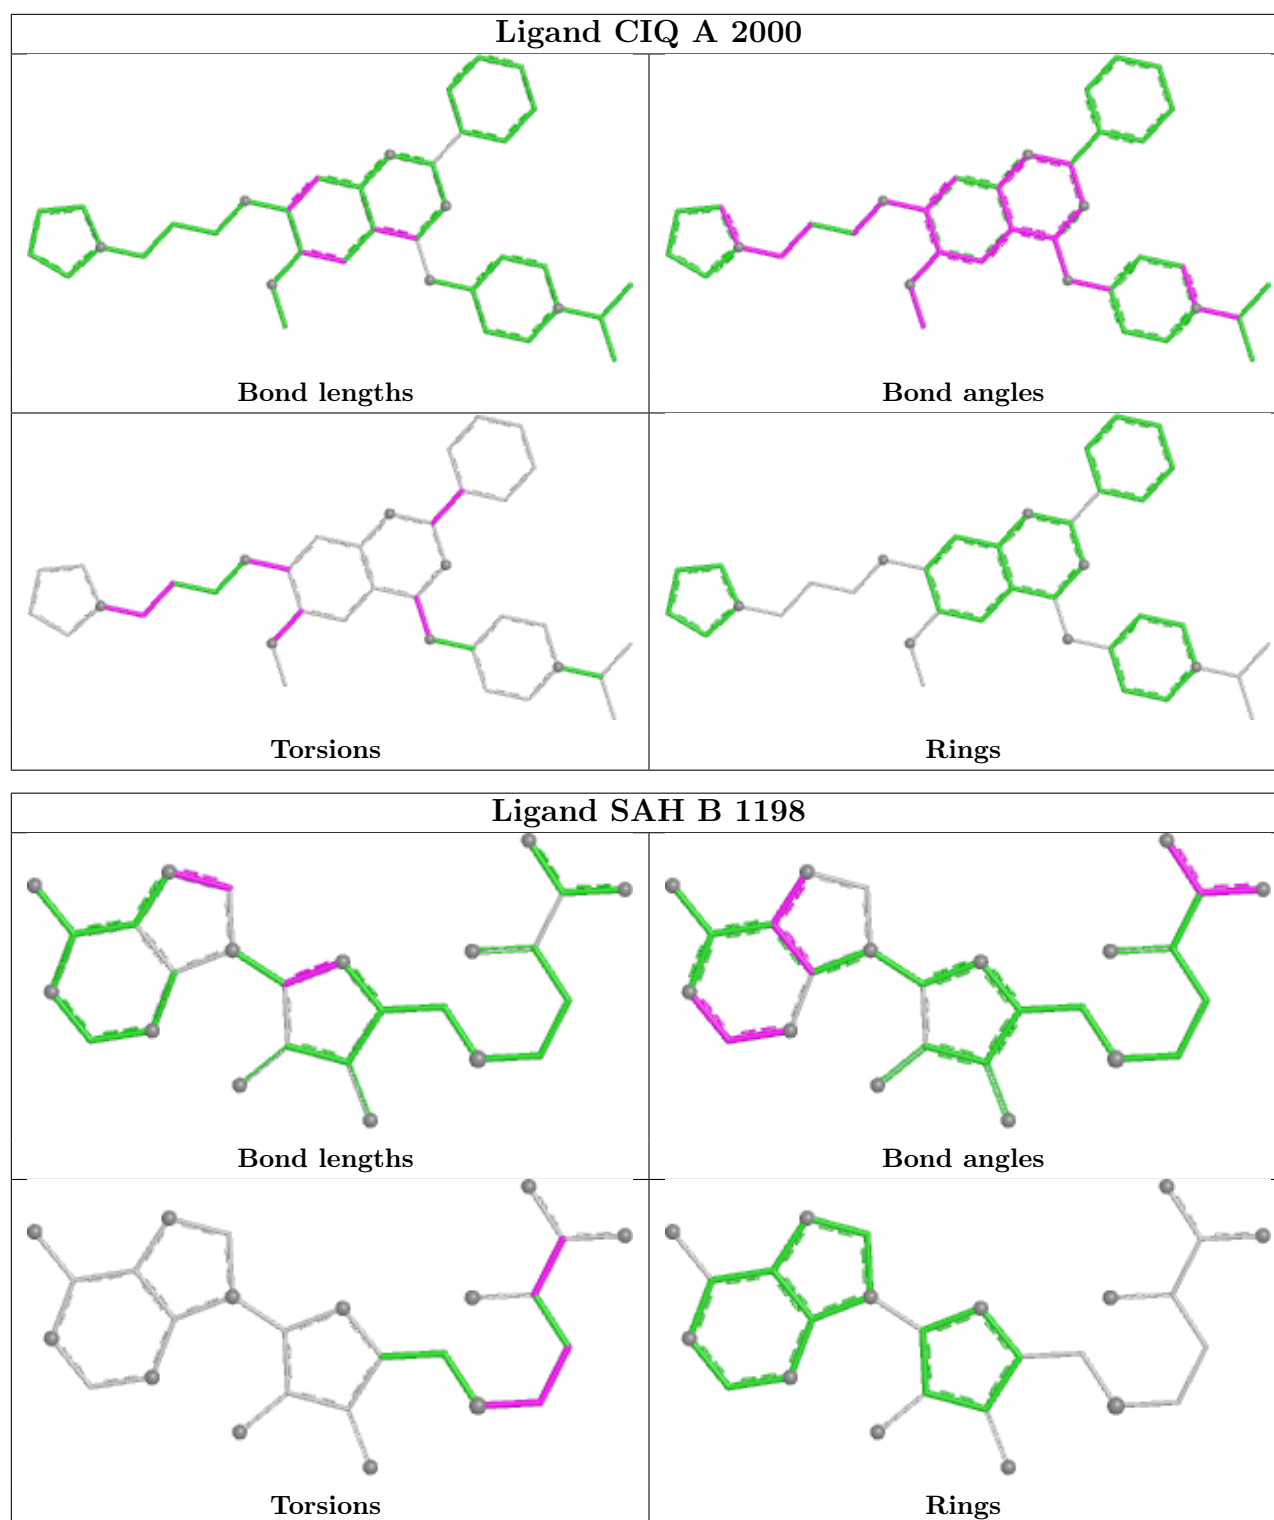 Ligand CIQ A 2000
Bond lengths
Bond angles
Torsions
Rings
Ligand SAH B 1198
Bond lengths
Bond angles
Torsions
Rings